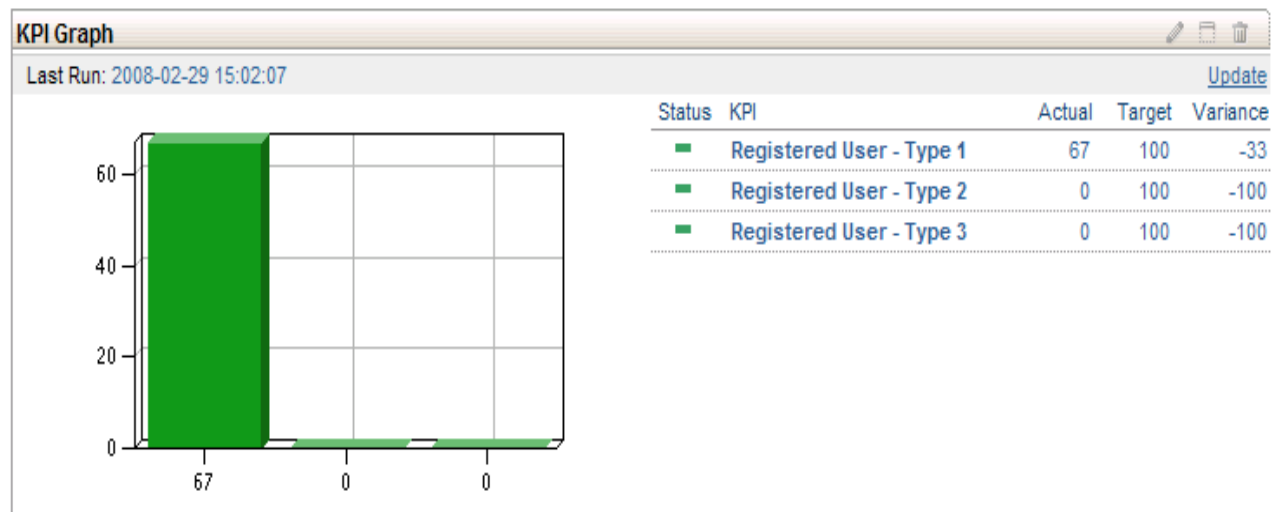 KPI Graph
Last Run: 2008-02-29 15:02:07 Update
Status KPI Actual Target Variance
Registered User - Type 1 67 100 -33
Registered User - Type 2 0 100 -100
Registered User - Type 3 0 100 -100
60
40
20
0
67 0 0